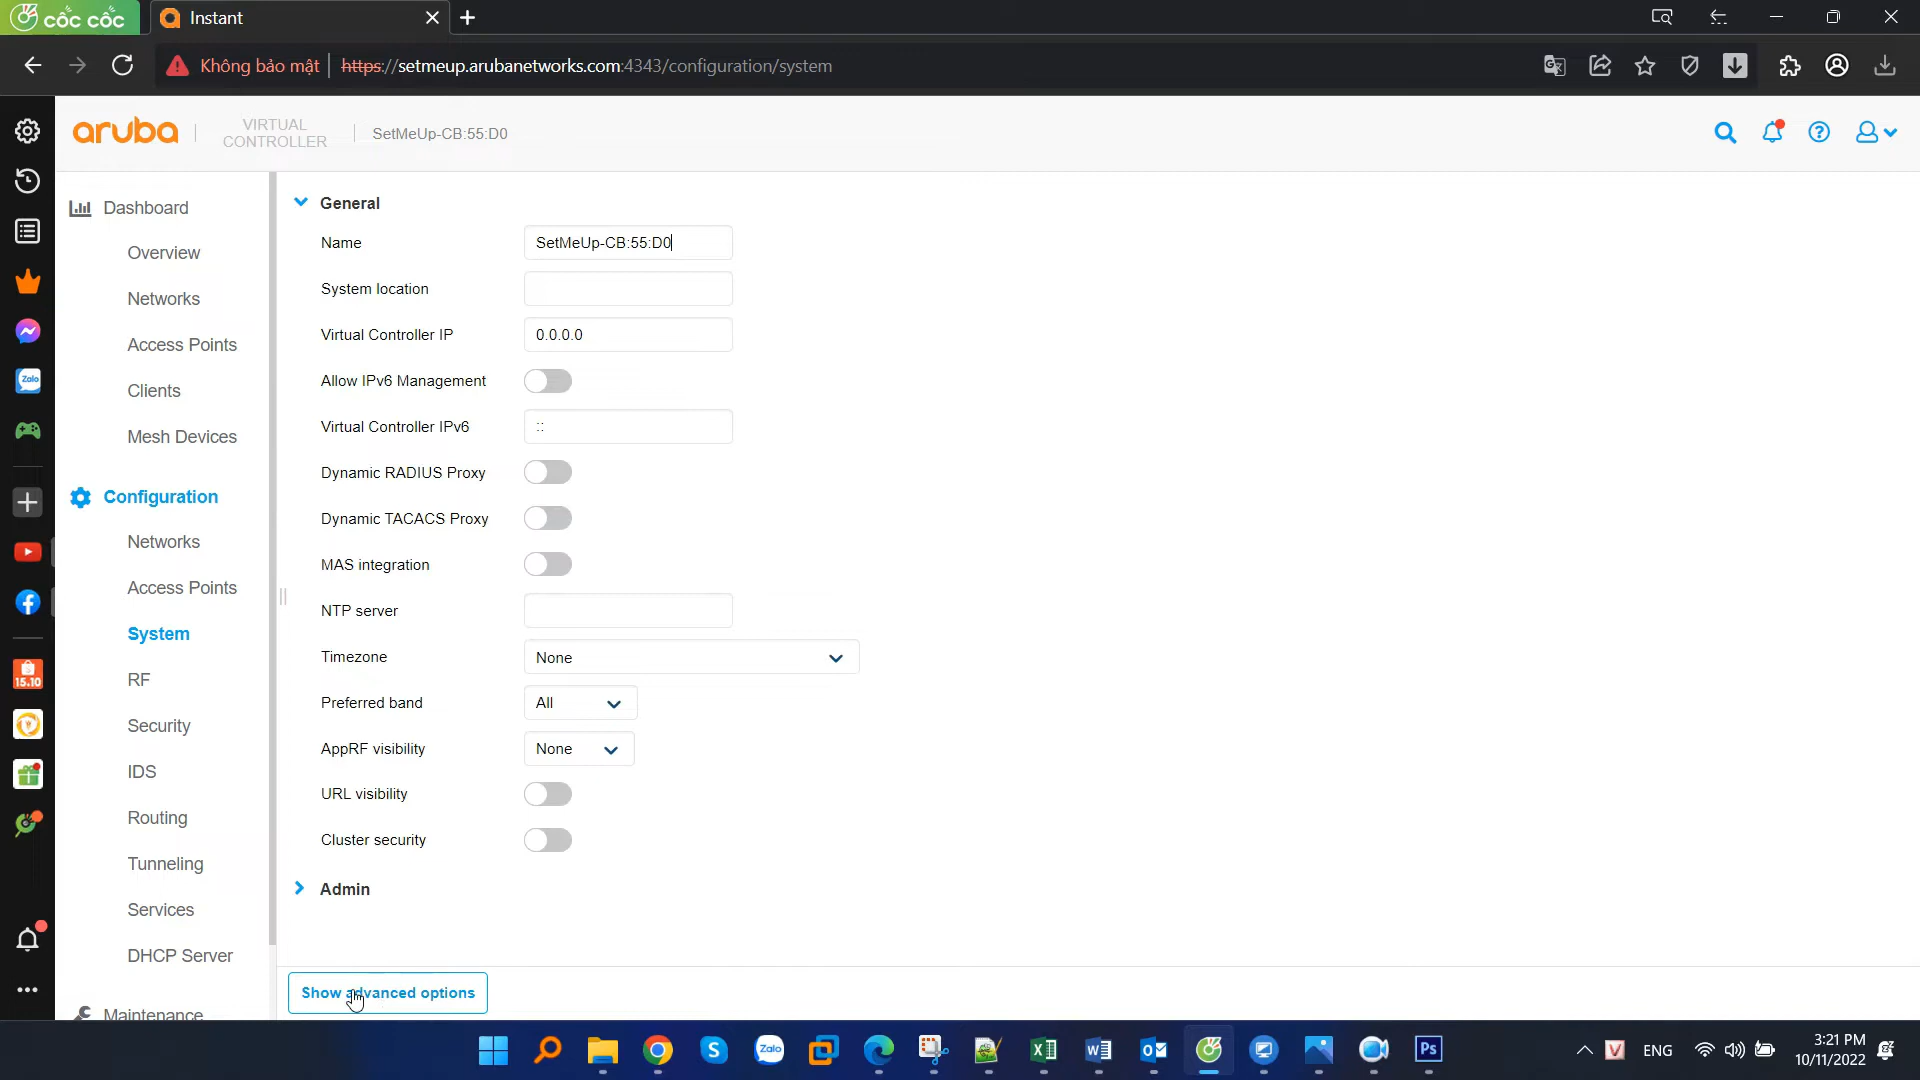 cốc cốc
Instant
Không bảo mật
https://setmeup.arubanetworks.com:4343/configuration/system
aruba
VIRTUAL
CONTROLLER
SetMeUp-CB:55:D0
Dashboard
Overview
Networks
Access Points
Clients
Mesh Devices
Configuration
Networks
Access Points
System
RF
Security
IDS
Routing
Tunneling
Services
DHCP Server
Maintenance
General
Name SetMeUp-CB:55:D0
System location
Virtual Controller IP 0.0.0.0
Allow IPv6 Management
Virtual Controller IPv6 ::
Dynamic RADIUS Proxy
Dynamic TACACS Proxy
MAS integration
NTP server
Timezone None
Preferred band All
AppRF visibility None
URL visibility
Cluster security
Admin
Show advanced options
Zalo
15.10
S
Zalo
Ps
V
ENG
3:21 PM
10/11/2022